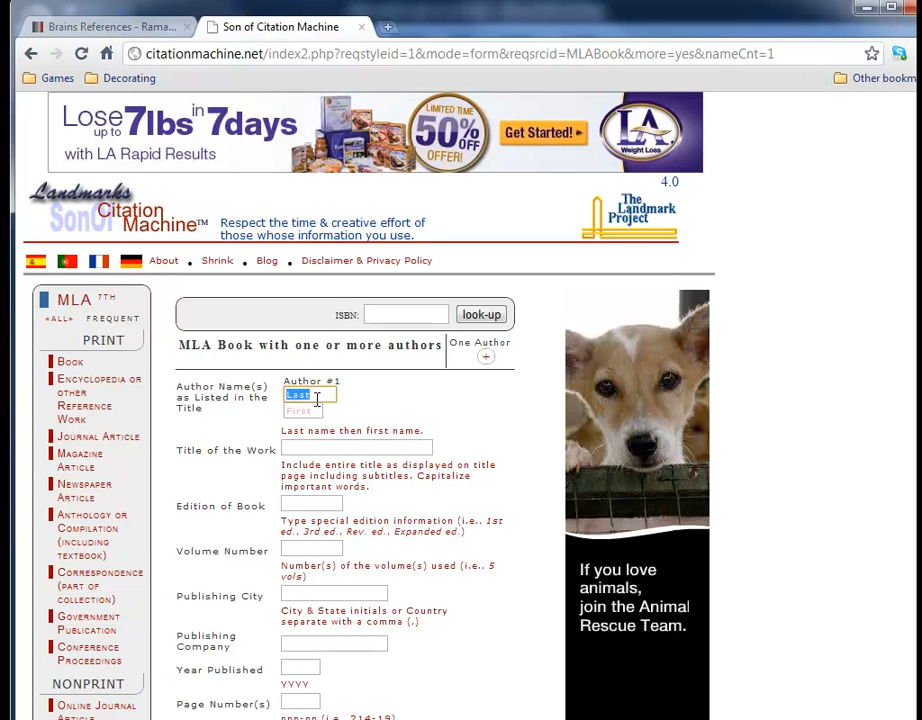 Brains References - Rama...
Son of Citation Machine
citationmachine.net/index2.php?reqstyleid=1&mode=form&reqsrcid=MLABook&more=yes&nameCnt=1
Games
Decorating
Other bookm
Lose up to 7lbs in 7days
with LA Rapid Results
LIMITED TIME
50% OFF
OFFER!
Get Started!
LA
Weight Loss
4.0
Landmarks
SonOf Citation Machine™
Respect the time & creative effort of
those whose information you use.
The
Landmark
Project
About • Shrink • Blog • Disclaimer & Privacy Policy
MLA 7TH
«ALL» FREQUENT
PRINT
Book
Encyclopedia or
other
Reference
Work
Journal Article
Magazine
Article
Newspaper
Article
Anthology or
Compilation
(including
textbook)
Correspondence
(part of
collection)
Government
Publication
Conference
Proceedings
NONPRINT
Online Journal
Article
ISBN: look-up
MLA Book with one or more authors
One Author
+
Author Name(s)
as Listed in the
Title
Author #1
Last
First
Last name then first name.
Title of the Work
Include entire title as displayed on title
page including subtitles. Capitalize
important words.
Edition of Book
Type special edition information (i.e., 1st
ed., 3rd ed., Rev. ed., Expanded ed.)
Volume Number
Number(s) of the volume(s) used (i.e., 5
vols)
Publishing City
City & State initials or Country
separate with a comma (,)
Publishing
Company
Year Published
YYYY
Page Number(s)
nnn-nn (i.e. 214-19)
If you love
animals,
join the Animal
Rescue Team.